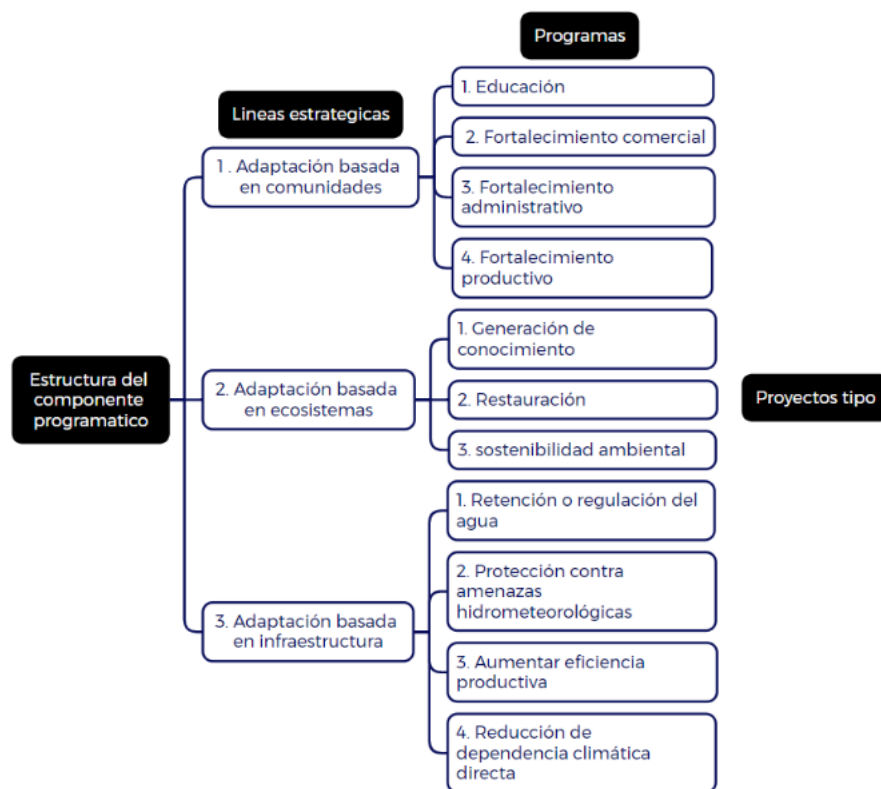 Programas
Lineas estrategicas
1. Educación
2. Fortalecimiento comercial
1 . Adaptación basada
en comunidades
3. Fortalecimiento
administrativo
4. Fortalecimiento
productivo
1. Generación de
conocimiento
Estructura del
componente
programatico
2. Adaptación basada
en ecosistemas
2. Restauración
Proyectos tipo
3. sostenibilidad ambiental
1. Retención o regulación del
agua
2. Protección contra
amenazas
hidrometeorológicas
3. Adaptación basada
en infraestructura
3. Aumentar eficiencia
productiva
4. Reducción de
dependencia climática
directa